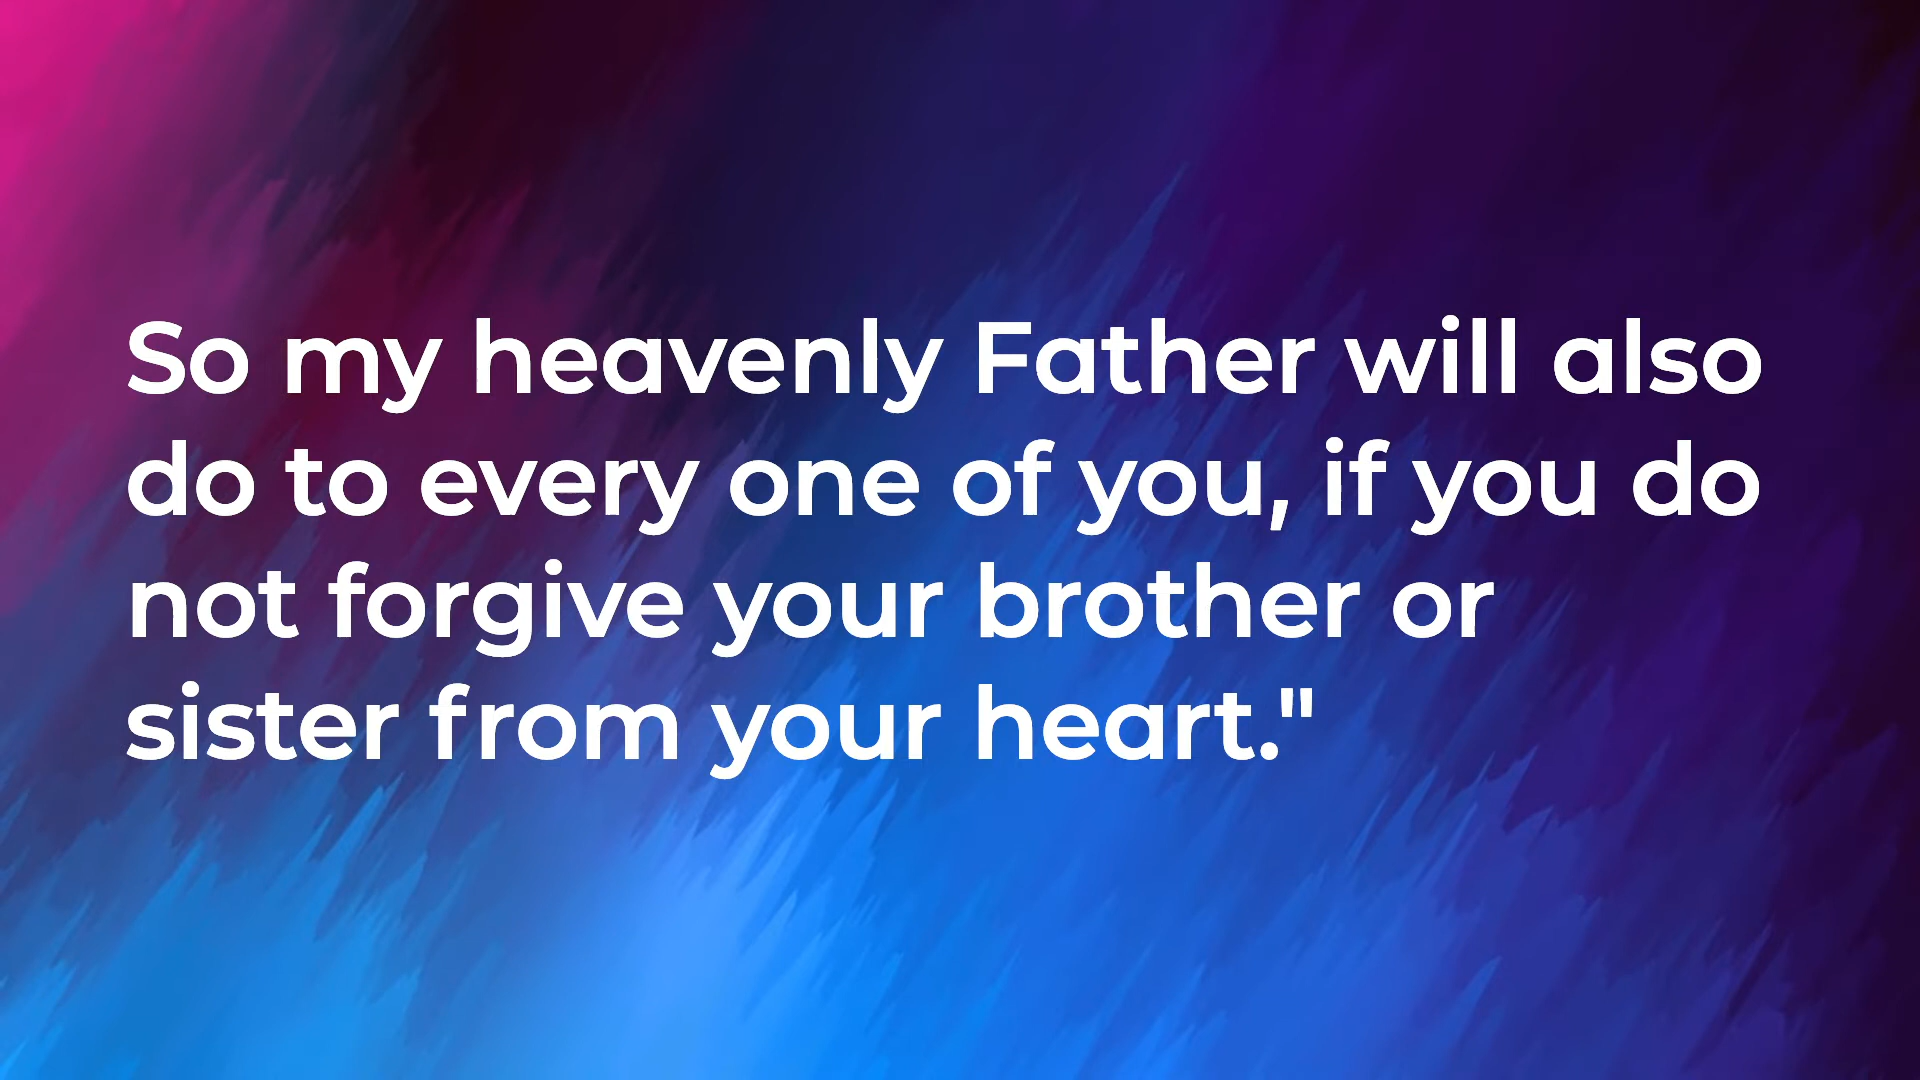 So my heavenly Father will also
do to every one of you, if you do
not forgive your brother or
sister from your heart."